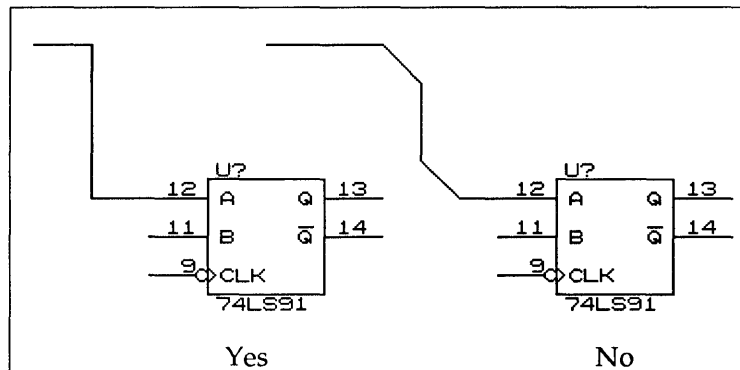 U? U?
12 A Q 13 12 A Q 13
11 B Q̅ 14 11 B Q̅ 14
9 CLK 9 CLK
74LS91 74LS91
Yes No